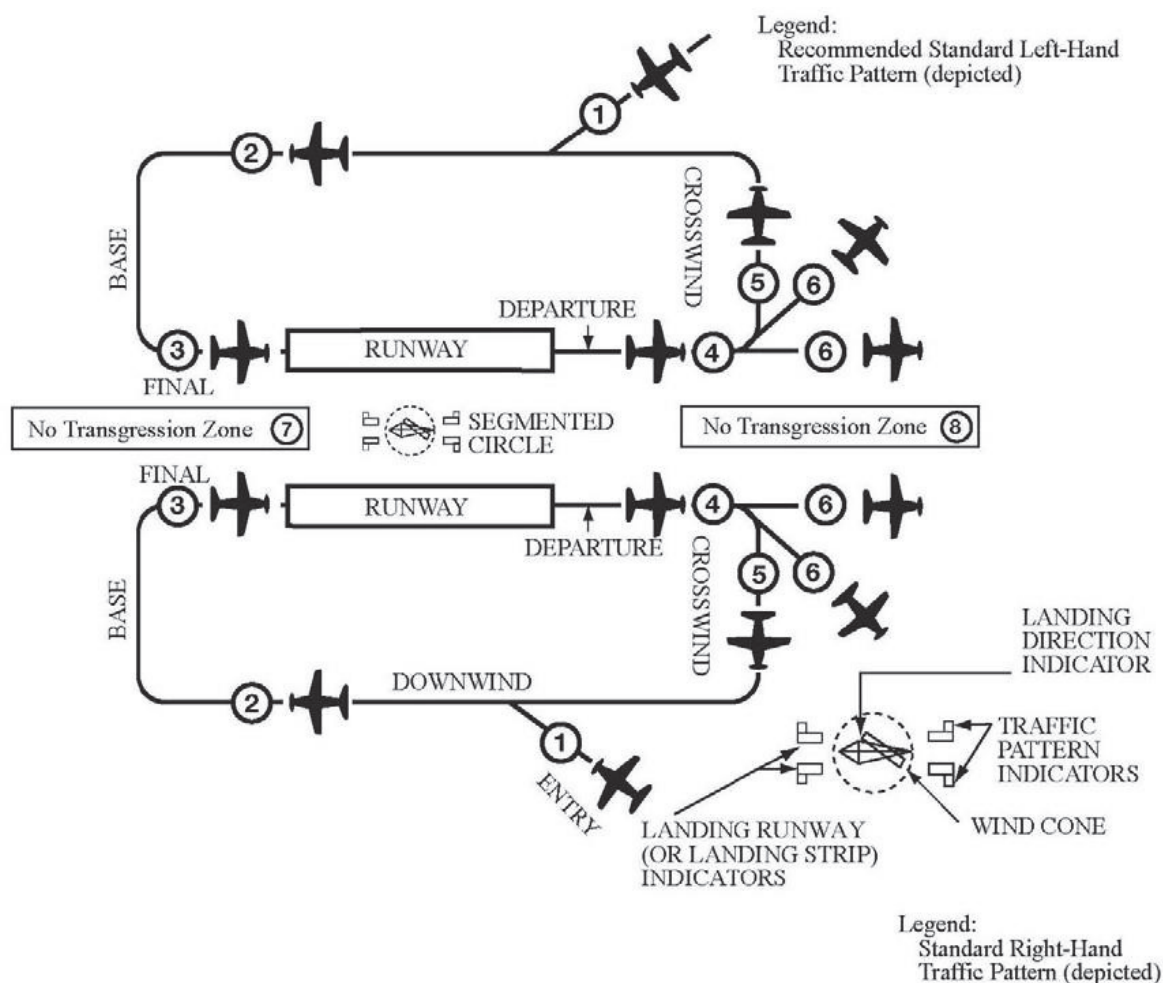 Legend:
Recommended Standard Left-Hand
Traffic Pattern (depicted)
1
2
CROSSWIND
BASE
5
6
DEPARTURE
3
RUNWAY
4
6
FINAL
No Transgression Zone 7
SEGMENTED
CIRCLE
No Transgression Zone 8
FINAL
3
RUNWAY
4
6
DEPARTURE
CROSSWIND
5
6
BASE
LANDING
DIRECTION
INDICATOR
2
DOWNWIND
1
ENTRY
TRAFFIC
PATTERN
INDICATORS
WIND CONE
LANDING RUNWAY
(OR LANDING STRIP)
INDICATORS
Legend:
Standard Right-Hand
Traffic Pattern (depicted)